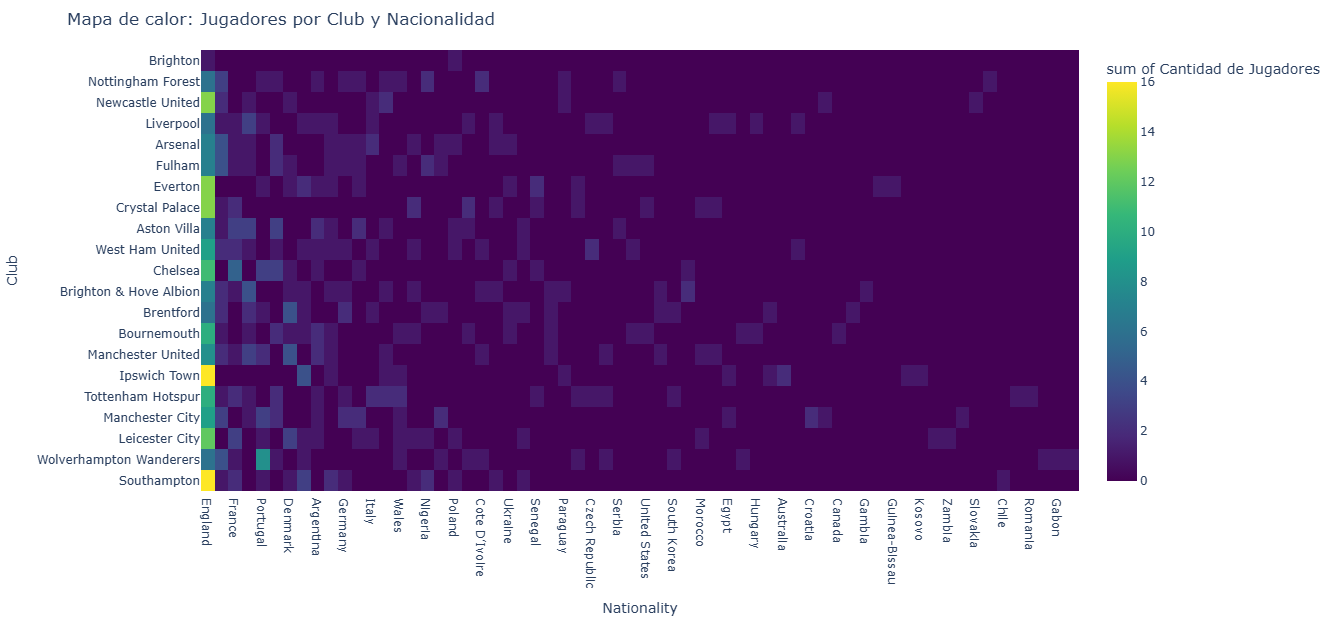 Mapa de calor: Jugadores por Club y Nacionalidad
sum of Cantidad de Jugadores
16
14
12
10
8
6
4
2
0
Club
Brighton
Nottingham Forest
Newcastle United
Liverpool
Arsenal
Fulham
Everton
Crystal Palace
Aston Villa
West Ham United
Chelsea
Brighton & Hove Albion
Brentford
Bournemouth
Manchester United
Ipswich Town
Tottenham Hotspur
Manchester City
Leicester City
Wolverhampton Wanderers
Southampton
England
France
Portugal
Denmark
Argentina
Germany
Italy
Wales
Nigeria
Poland
Cote D'Ivoire
Ukraine
Senegal
Paraguay
Czech Republic
Serbia
United States
South Korea
Morocco
Egypt
Hungary
Australia
Croatia
Canada
Gambia
Guinea-Bissau
Kosovo
Zambia
Slovakia
Chile
Romania
Gabon
Nationality